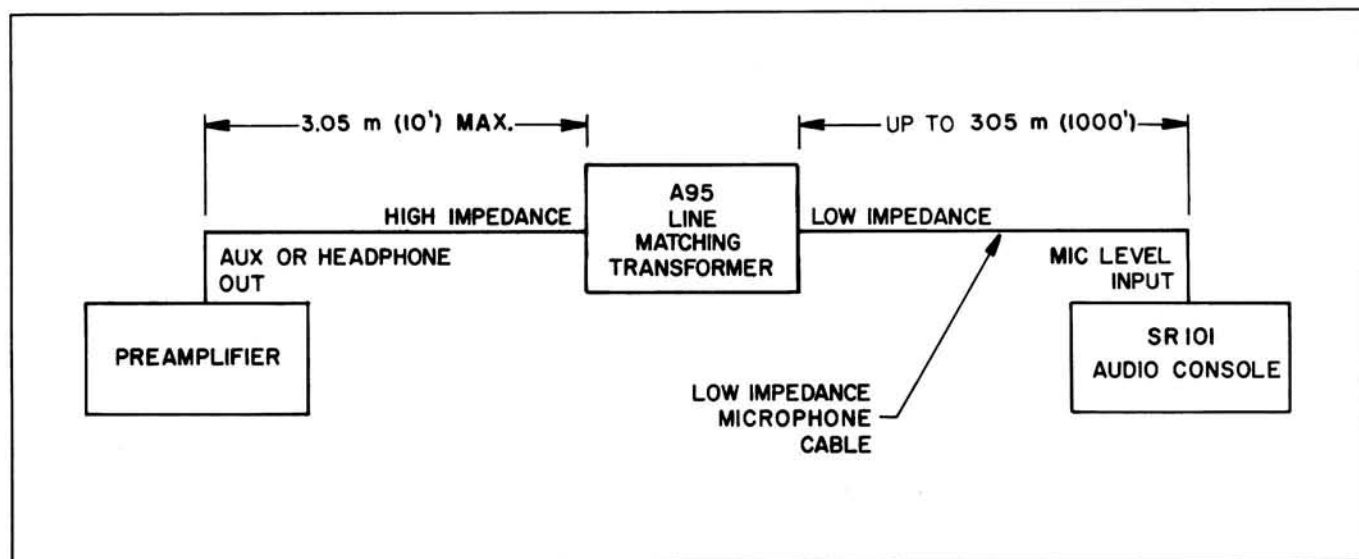 3.05 m (10') MAX.
UP TO 305 m (1000')
HIGH IMPEDANCE
A95
LINE
MATCHING
TRANSFORMER
LOW IMPEDANCE
AUX OR HEADPHONE
OUT
MIC LEVEL
INPUT
PREAMPLIFIER
SR101
AUDIO CONSOLE
LOW IMPEDANCE
MICROPHONE
CABLE